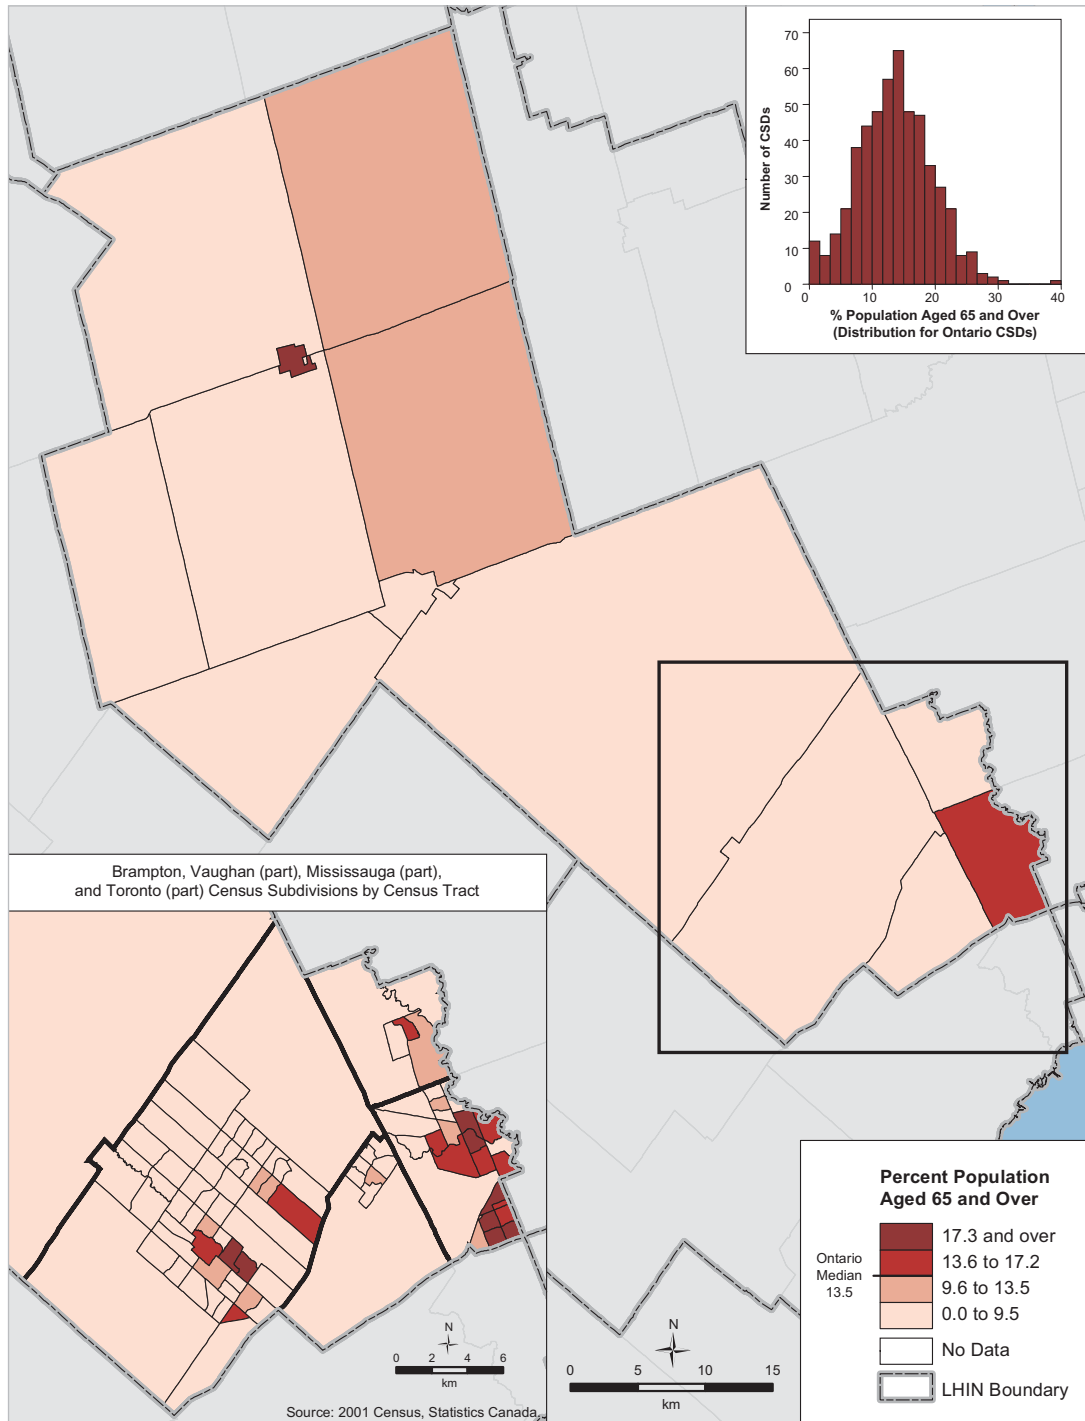 70
60
50
40
30
20
10
0
Number of CSDs
0 10 20 30 40
% Population Aged 65 and Over
(Distribution for Ontario CSDs)
Brampton, Vaughan (part), Mississauga (part),
and Toronto (part) Census Subdivisions by Census Tract
N
0 2 4 6
km
Source: 2001 Census, Statistics Canada
N
0 5 10 15
km
Percent Population
Aged 65 and Over
Ontario
Median
13.5
17.3 and over
13.6 to 17.2
9.6 to 13.5
0.0 to 9.5
No Data
LHIN Boundary